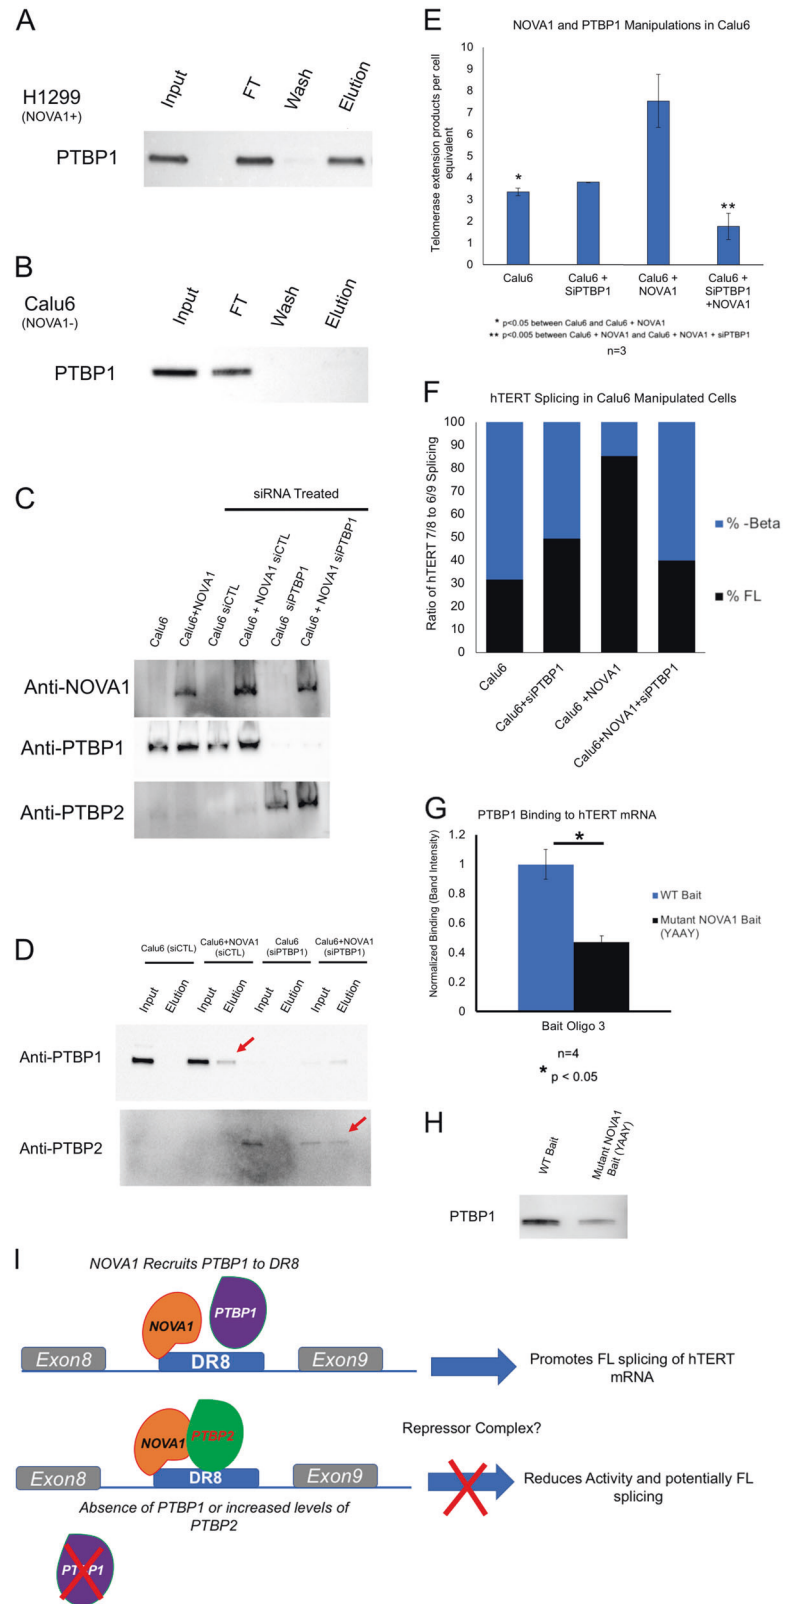 A
H1299
(NOVA1+)
Input
FT
Wash
Elution
PTBP1
B
Calu6
(NOVA1-)
Input
FT
Wash
Elution
PTBP1
C
siRNA Treated
Calu6
Calu6+NOVA1
Calu6 siCTL
Calu6 + NOVA1 siCTL
Calu6 siPTBP1
Calu6 + NOVA1 siPTBP1
Anti-NOVA1
Anti-PTBP1
Anti-PTBP2
D
Calu6 (siCTL)
Calu6+NOVA1
(siCTL)
Calu6
(siPTBP1)
Calu6+NOVA1
(siPTBP1)
Input
Elution
Input
Elution
Input
Elution
Input
Elution
Anti-PTBP1
Anti-PTBP2
E
NOVA1 and PTBP1 Manipulations in Calu6
Telomerase extension products per cell
equivalent
10
9
8
7
6
5
4
3
2
1
0
*
**
Calu6
Calu6 +
SiPTBP1
Calu6 +
NOVA1
Calu6 +
SiPTBP1
+NOVA1
* p<0.05 between Calu6 and Calu6 + NOVA1
** p<0.005 between Calu6 + NOVA1 and Calu6 + NOVA1 + siPTBP1
n=3
F
hTERT Splicing in Calu6 Manipulated Cells
Ratio of hTERT 7/8 to 6/9 Splicing
100
90
80
70
60
50
40
30
20
10
0
Calu6
Calu6+siPTBP1
Calu6 +NOVA1
Calu6+NOVA1+siPTBP1
% -Beta
% FL
G
PTBP1 Binding to hTERT mRNA
Normalized Binding (Band Intensity)
1.2
1
0.8
0.6
0.4
0.2
0
*
WT Bait
Mutant NOVA1 Bait
(YAAY)
Bait Oligo 3
n=4
* p < 0.05
H
WT Bait
Mutant NOVA1
Bait (YAAY)
PTBP1
I
NOVA1 Recruits PTBP1 to DR8
NOVA1
PTBP1
Exon8
DR8
Exon9
Promotes FL splicing of hTERT
mRNA
NOVA1
PTBP2
Exon8
DR8
Exon9
Repressor Complex?
Reduces Activity and potentially FL
splicing
Absence of PTBP1 or increased levels of
PTBP2
PTBP1